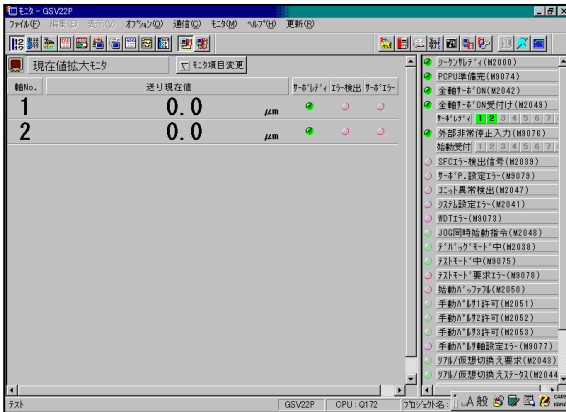 モニタ - GSV22P
ファイル(F) 編集(E) 表示(V) オプション(O) 通信(C) モニタ(M) ヘルプ(H) 更新(R)
現在値拡大モニタ
▽モニタ項目変更
軸No. 送り現在値 サーボレディ エラー検出 サーボエラー
1 0.0 μm
2 0.0 μm
シーケンサレディ(M2000)
PCPU準備完(M9074)
全軸サーボON(M2042)
全軸サーボON受付け(M2049)
サーボレディ 1 2 3 4 5 6 7
外部非常停止入力(M9076)
始動受付 1 2 3 4 5 6 7
SFCエラー検出信号(M2039)
サーボP.設定エラー(M9079)
ユニット異常検出(M2047)
システム設定エラー(M2041)
WDTエラー(M9073)
JOG同時始動指令(M2048)
デバッグモード中(M2038)
テストモード中(M9075)
テストモード要求エラー(M9078)
始動バッファフル(M2050)
手動パルサ1許可(M2051)
手動パルサ2許可(M2052)
手動パルサ3許可(M2053)
手動パルサ軸設定エラー(M9077)
リアル/仮想切換え要求(M2043)
リアル/仮想切換えステータス(M2044
テスト GSV22P CPU : Q172 プロジェクト名:
A 般
CAPS
KANA